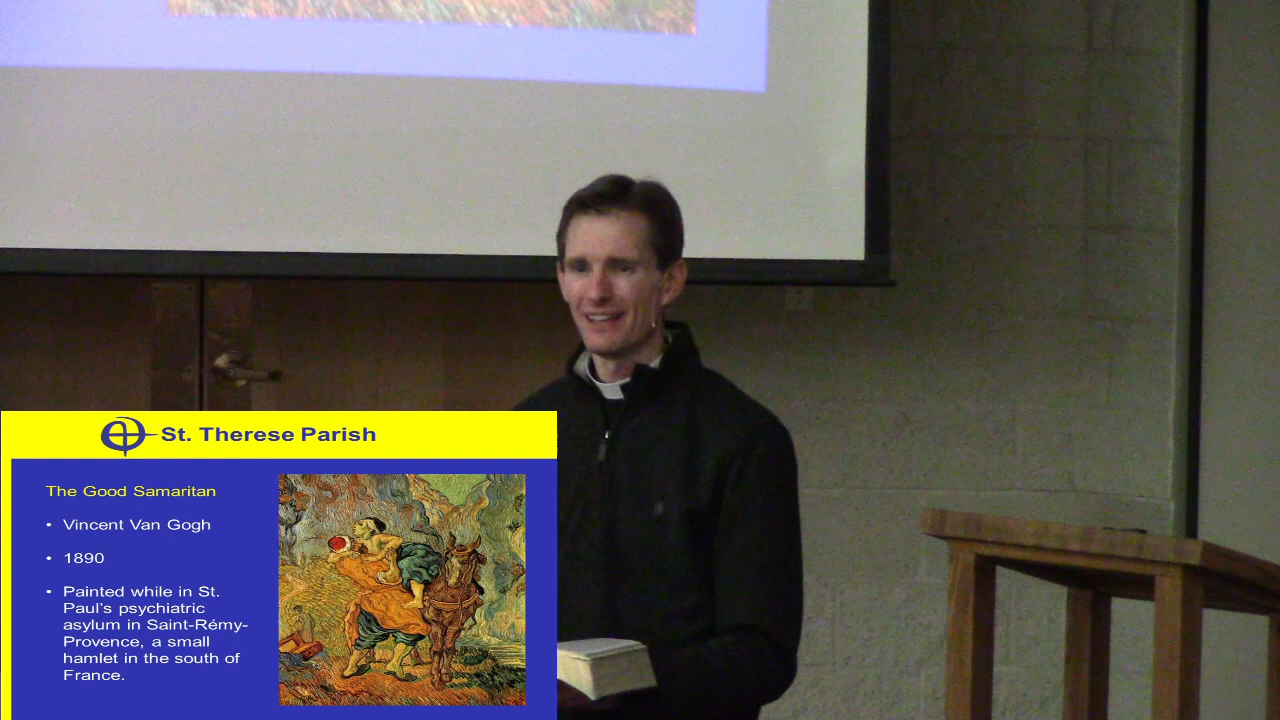 St. Therese Parish
The Good Samaritan
• Vincent Van Gogh
• 1890
• Painted while in St.
Paul's psychiatric
asylum in Saint-Rémy-
Provence, a small
hamlet in the south of
France.